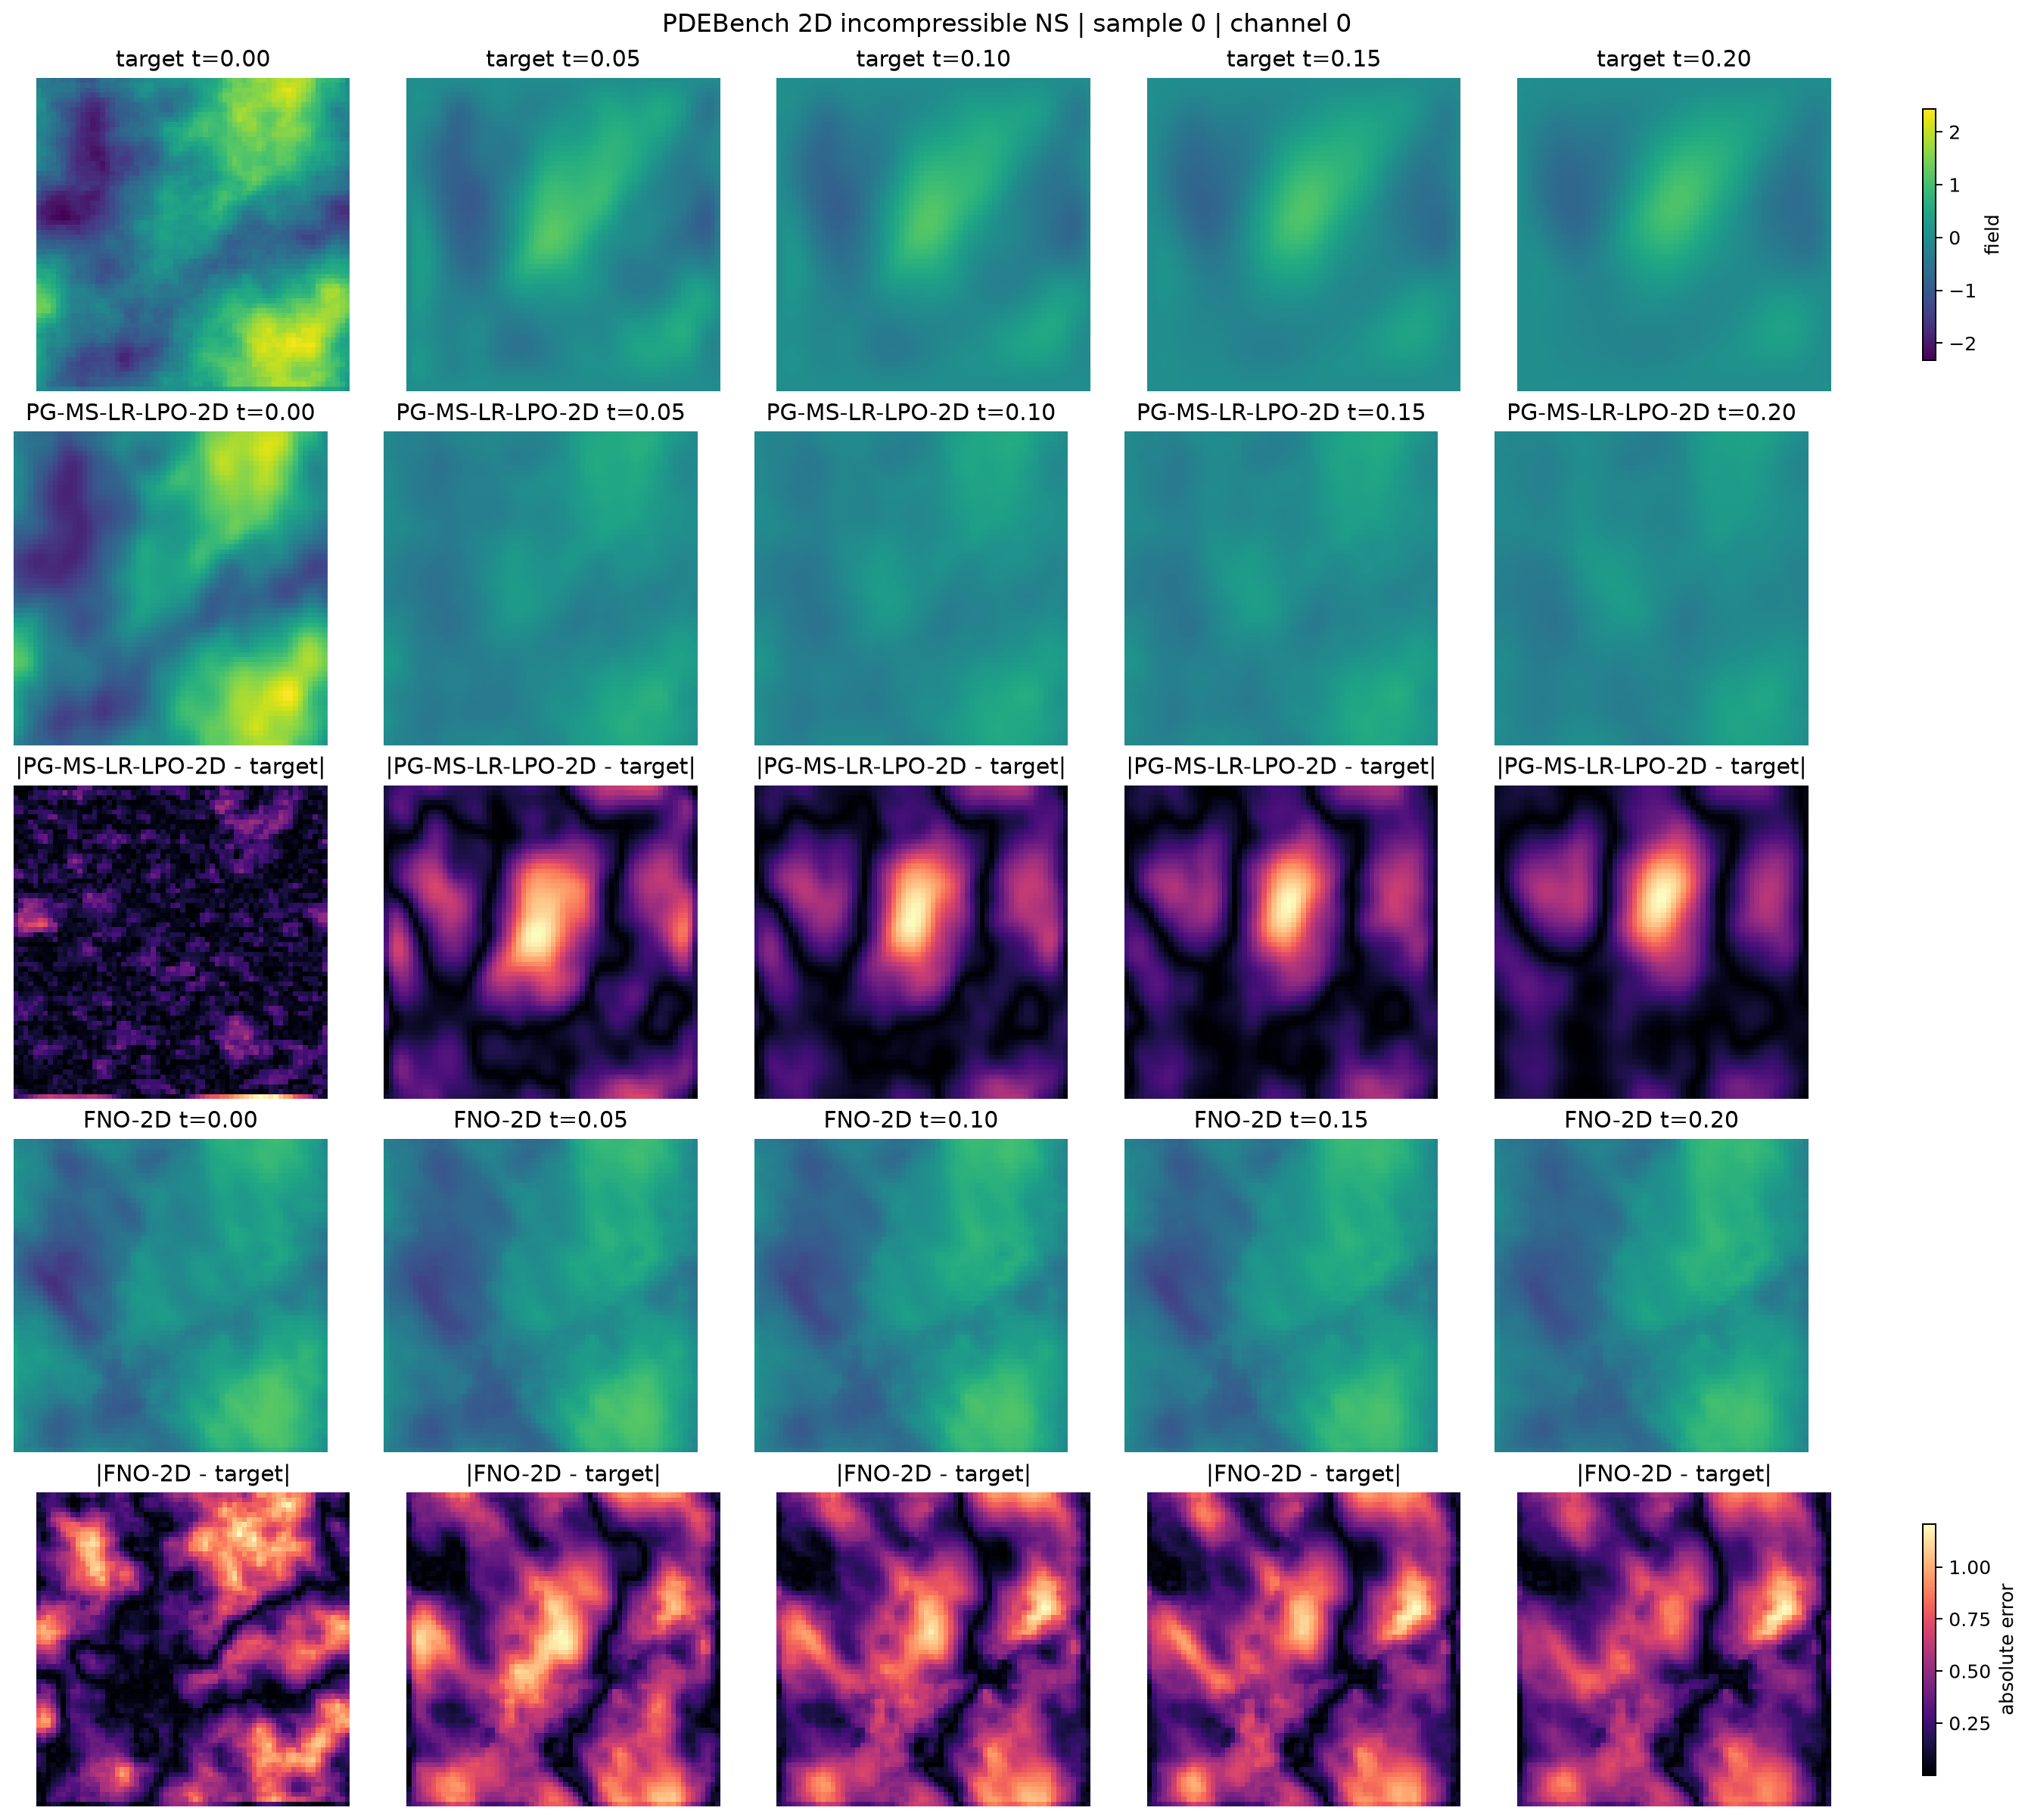 PDEBench 2D incompressible NS | sample 0 | channel 0
target t=0.00 target t=0.05 target t=0.10 target t=0.15 target t=0.20
2
1
0
−1
−2
field
PG-MS-LR-LPO-2D t=0.00 PG-MS-LR-LPO-2D t=0.05 PG-MS-LR-LPO-2D t=0.10 PG-MS-LR-LPO-2D t=0.15 PG-MS-LR-LPO-2D t=0.20
|PG-MS-LR-LPO-2D - target| |PG-MS-LR-LPO-2D - target| |PG-MS-LR-LPO-2D - target| |PG-MS-LR-LPO-2D - target| |PG-MS-LR-LPO-2D - target|
FNO-2D t=0.00 FNO-2D t=0.05 FNO-2D t=0.10 FNO-2D t=0.15 FNO-2D t=0.20
|FNO-2D - target| |FNO-2D - target| |FNO-2D - target| |FNO-2D - target| |FNO-2D - target|
1.00
0.75
0.50
0.25
absolute error